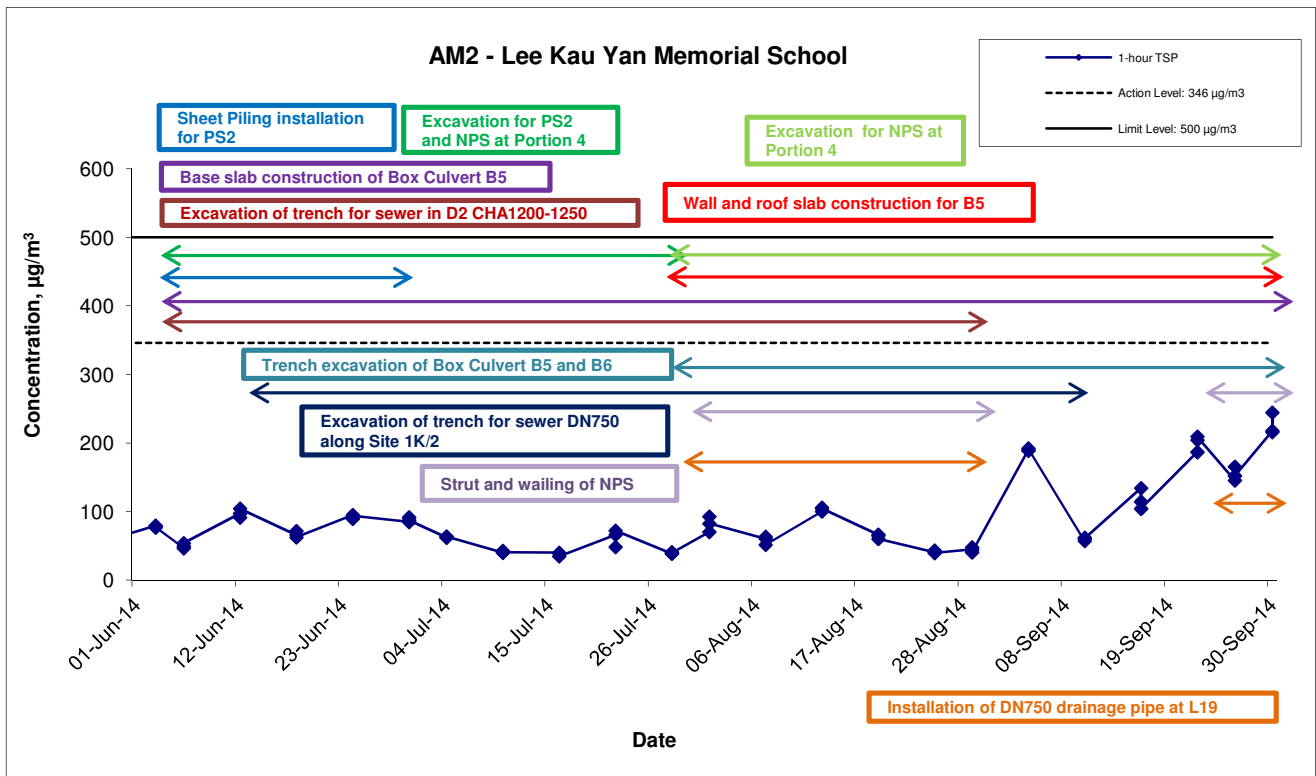 AM2 - Lee Kau Yan Memorial School
1-hour TSP
Action Level: 346 µg/m3
Limit Level: 500 µg/m3
Sheet Piling installation
for PS2
Excavation for PS2
and NPS at Portion 4
Excavation for NPS at
Portion 4
Base slab construction of Box Culvert B5
Excavation of trench for sewer in D2 CHA1200-1250
Wall and roof slab construction for B5
Trench excavation of Box Culvert B5 and B6
Excavation of trench for sewer DN750
along Site 1K/2
Strut and wailing of NPS
Concentration, µg/m³
600
500
400
300
200
100
0
01-Jun-14
12-Jun-14
23-Jun-14
04-Jul-14
15-Jul-14
26-Jul-14
06-Aug-14
17-Aug-14
28-Aug-14
08-Sep-14
19-Sep-14
30-Sep-14
Installation of DN750 drainage pipe at L19
Date